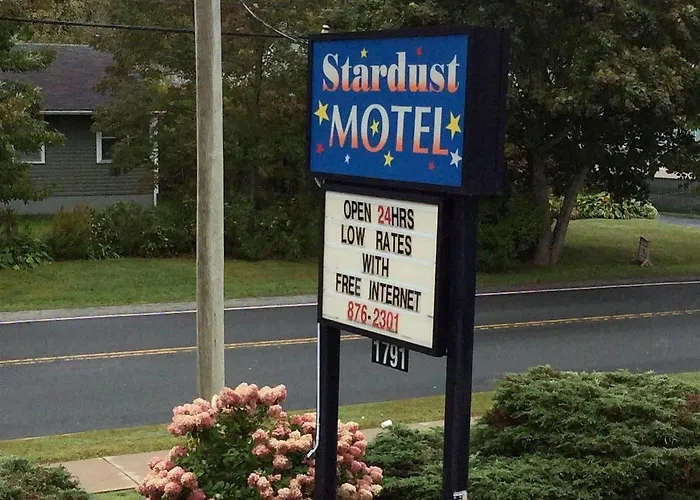 Stardust
MOTEL
OPEN 24HRS
LOW RATES
WITH
FREE INTERNET
876-2301
1791